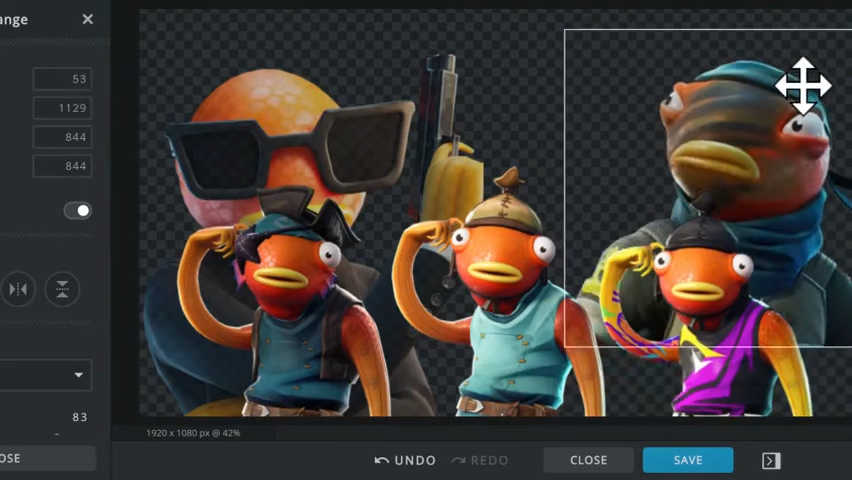 ange
53
1129
844
844
83
OSE
1920 x 1080 px @ 42%
UNDO
REDO
CLOSE
SAVE